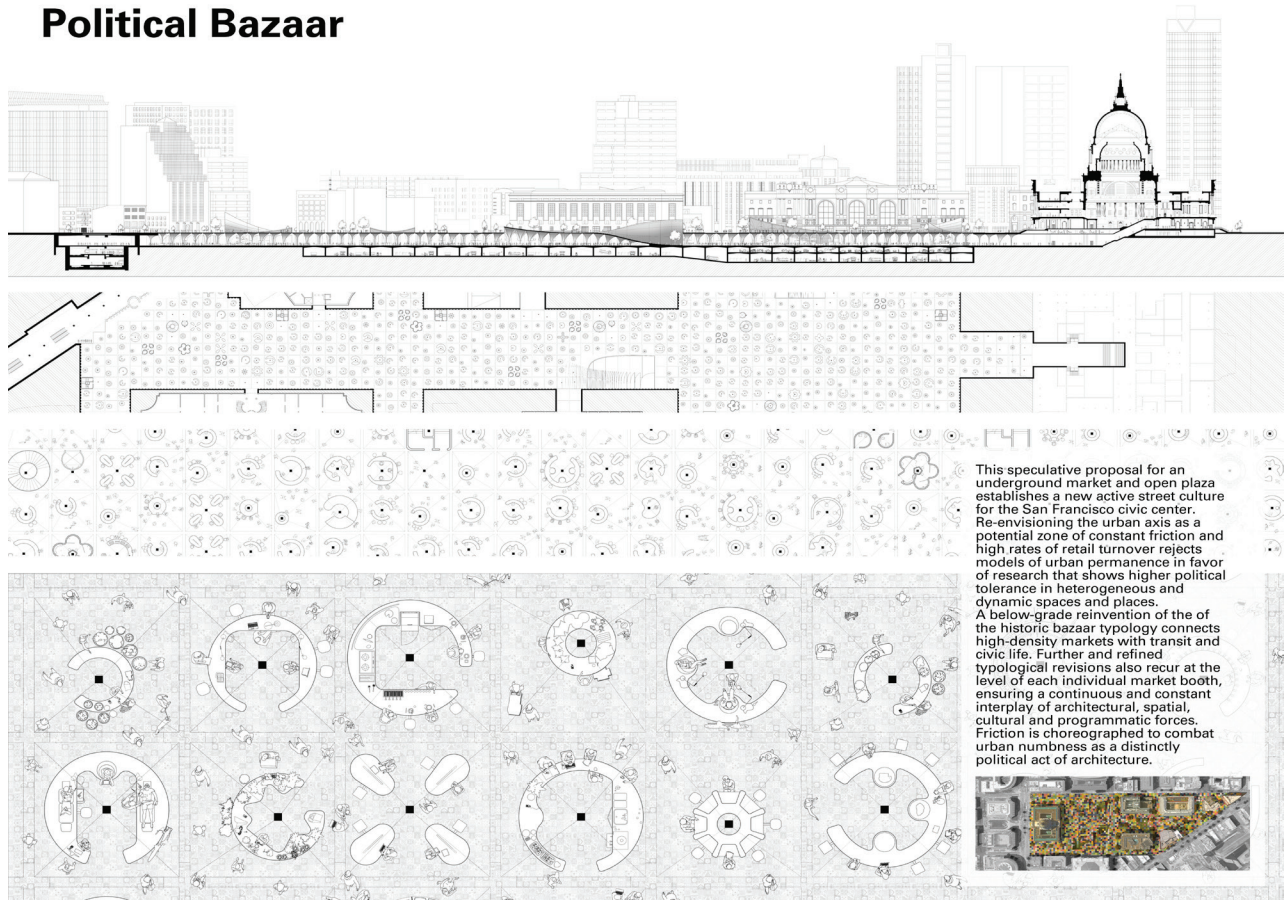 Political Bazaar
This speculative proposal for an
underground market and open plaza
establishes a new active street culture
for the San Francisco civic center.
Re-envisioning the urban axis as a
potential zone of constant friction and
high rates of retail turnover rejects
models of urban permanence in favor
of research that shows higher political
tolerance in heterogeneous and
dynamic spaces and places.
A below-grade reinvention of the of
the historic bazaar typology connects
high-density markets with transit and
civic life. Further and refined
typological revisions also recur at the
level of each individual market booth,
ensuring a continuous and constant
interplay of architectural, spatial,
cultural and programmatic forces.
Friction is choreographed to combat
urban numbness as a distinctly
political act of architecture.